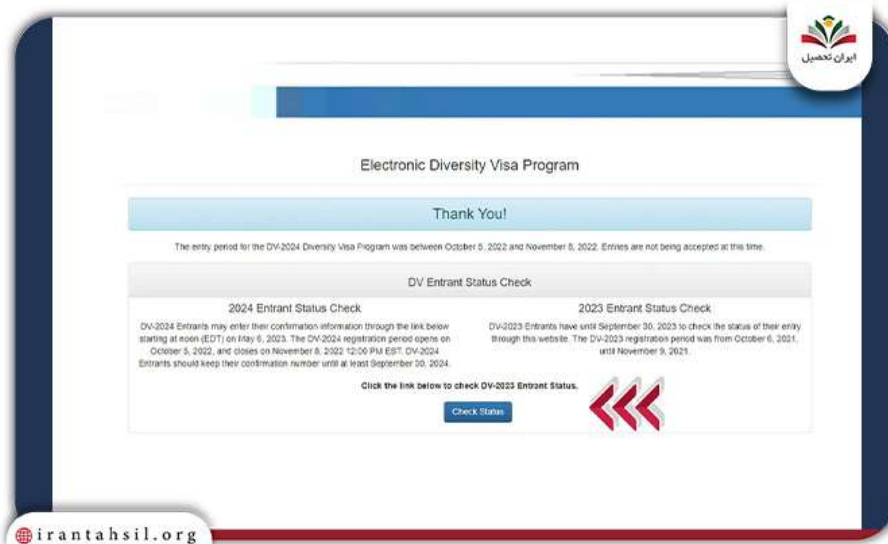 ایران تحصیل
Electronic Diversity Visa Program
Thank You!
The entry period for the DV-2024 Diversity Visa Program was between October 5, 2022 and November 8, 2022. Entries are not being accepted at this time.
DV Entrant Status Check
2024 Entrant Status Check
DV-2024 Entrants may enter their confirmation information through the link below
starting at noon (EDT) on May 6, 2023. The DV-2024 registration period opens on
October 5, 2022, and closes on November 8, 2022 12:00 PM EST. DV-2024
Entrants should keep their confirmation number until at least September 30, 2024.
2023 Entrant Status Check
DV-2023 Entrants have until September 30, 2023 to check the status of their entry
through this website. The DV-2023 registration period was from October 6, 2021,
until November 9, 2021.
Click the link below to check DV-2023 Entrant Status.
Check Status
irantahsil.org